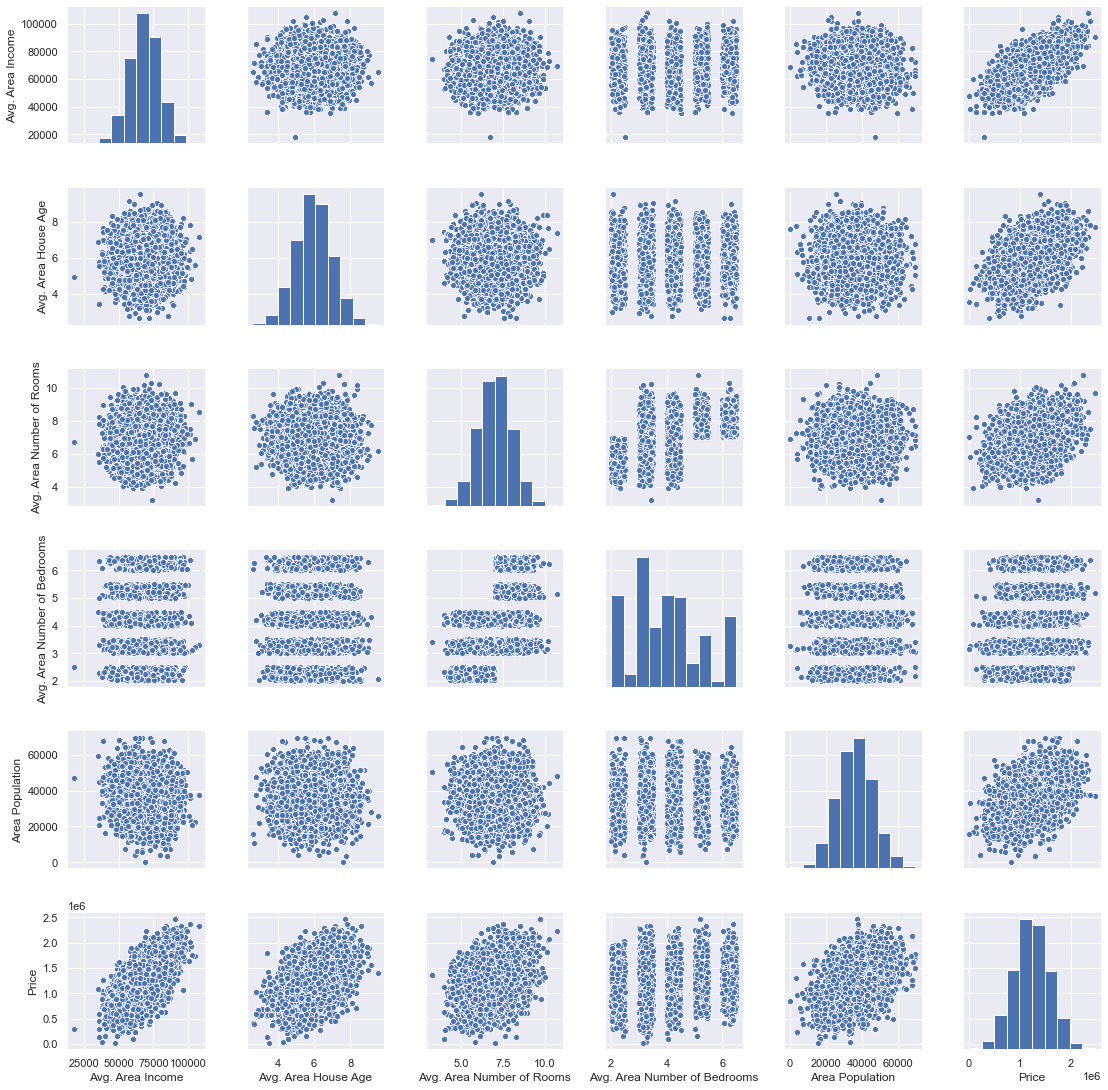 100000
80000
60000
40000
20000
Avg. Area Income
8
6
4
Avg. Area House Age
10
8
6
4
Avg. Area Number of Rooms
6
5
4
3
2
Avg. Area Number of Bedrooms
60000
40000
20000
0
Area Population
1e6
2.5
2.0
1.5
1.0
0.5
0.0
Price
25000 50000 75000 100000
Avg. Area Income
4 6 8
Avg. Area House Age
5.0 7.5 10.0
Avg. Area Number of Rooms
2 4 6
Avg. Area Number of Bedrooms
0 20000 40000 60000
Area Population
0 1 2
1e6
Price